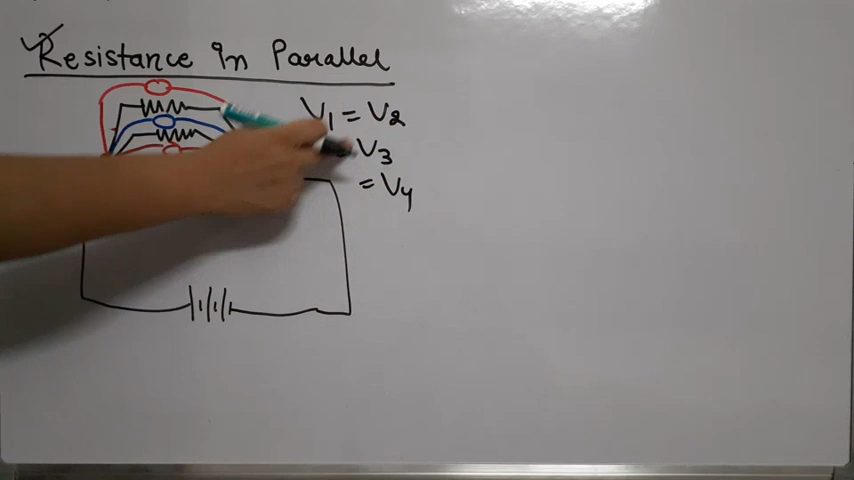 Resistance In Parallel
V1 = V2
V3
= V4